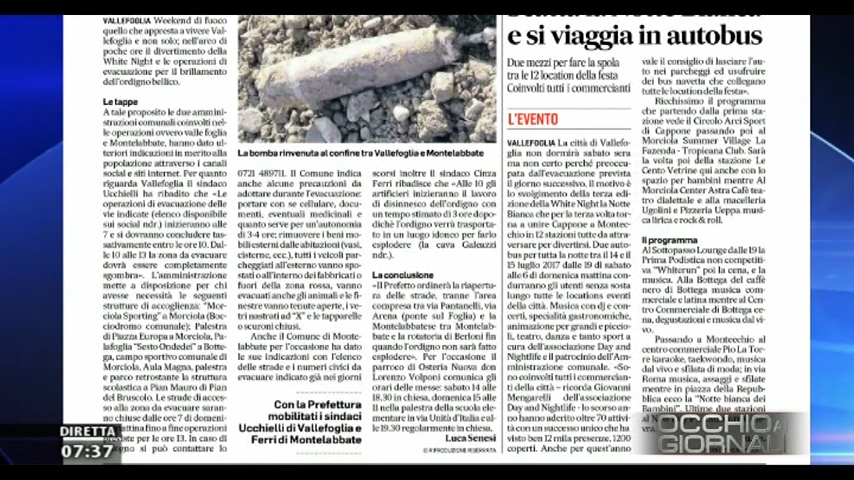 VALLEFOGLIA Weekend di fuoco
quello che appresta a vivere Val-
lefoglia e non solo; nell'arco di
poche ore il divertimento della
White Night e le operazioni di
evacuazione per il brillamento
dell'ordigno bellico.
Le tappe
A tale proposito le due ammini-
strazioni comunali coinvolti nel-
le operazioni ovvero valle foglia
e Montelabbate, hanno dato ul-
teriori indicazioni in merito alla
popolazione attraverso i canali
social e siti internet. Per quanto
riguarda Vallefoglia il sindaco
Ucchielli ha ribadito che «Le
operazioni di evacuazione delle
vie indicate (elenco disponibile
sui social mdr.) inizieranno alle
7 e si dovranno concludere tas-
sativamente entro le ore 10. Dal-
le 10 alle 13 la zona da evacuare
dovrà essere completamente
sgombra». L'amministrazione
mette a disposizione per chi
avesse necessità le seguenti
strutture di accoglienza: "Mor-
ciola Sporting" a Morciola (Boc-
ciodromo comunale); Palestra
di Piazza Europa a Morciola, Pa-
lafoglia "Sesto Ondedei" a Bot-
tega, campo sportivo comunale di
Morciola, Aula Magna, palestra
e parco retrostante la struttura
scolastica a Pian Mauro di Pian
del Bruscolo. Le strade di acces-
so alla zona da evacuare saran-
no chiuse dalle ore 7 di domeni-
mattina fino a fine operazioni
previste per le ore 13. In caso di
sogno si può contattare lo
La bomba rinvenuta al confine tra Vallefoglia e Montelabbate
0721 489711. Il Comune indica
anche alcune precauzioni da
adottare durante l'evacuazione:
portare con se cellulare, docu-
menti, eventuali medicinali e
quanto serve per un'autonomia
di 3-4 ore; rimuovere i beni mo-
bili esterni dalle abitazioni (vasi,
cisterne, ecc.), tutti i veicoli par-
cheggiati all'esterno vanno spo-
stati o all'interno dei fabbricati o
fuori della zona rossa, vanno
evacuati anche gli animali e le fi-
nestre vanno tenute aperte, i ve-
tri nastrati ad "X" e le tapparelle
o scuroni chiusi.
Anche il Comune di Monte-
labbate per l'occasione ha dato
le sue indicazioni con l'elenco
delle strade e i numeri civici da
evacuare indicato già nei giorni
Con la Prefettura
mobilitati i sindaci
Ucchielli di Vallefoglia e
Ferri di Montelabbate
scorsi inoltre il sindaco Cinza
Ferri ribadisce che «Alle 10 gli
artificieri inizieranno il lavoro
di disinnesco dell'ordigno con
un tempo stimato di 3 ore dopo-
dichè l'ordigno verrà trasporta-
to in un luogo idoneo per farlo
esplodere (la cava Galeuzzi
ndr.).
La conclusione
«Il Prefetto ordinerà la riapertu-
ra delle strade, tranne l'area
compresa tra via Pantanelli, via
Arena (ponte sul Foglia) e la
Montelabbatese tra Montelab-
bate e la rotatoria di Berloni fin
quando l'ordigno non sarà fatto
esplodere». Per l'occasione il
parroco di Osteria Nuova don
Lorenzo Volponi comunica gli
orari delle messe: sabato 14 alle
18.30 in chiesa, domenica 15 alle
11 nella palestra della scuola ele-
mentare in via Unità d'Italia e al-
le 19.30 regolarmente in chiesa.
Luca Senesi
© RIPRODUZIONE RISERVATA
e si viaggia in autobus
Due mezzi per fare la spola
tra le 12 location della festa
Coinvolti tutti i commercianti
L'EVENTO
VALLEFOGLIA La città di Vallefo-
glia non dormirà sabato sera
ma non certo perché preoccupa-
ta dall'evacuazione prevista
il giorno successivo, il motivo è
lo svolgimento della terza edi-
zione della White Night la Notte
Bianca che per la terza volta tor-
na a unire Cappone a Montec-
chio in 12 stazioni tutte da at-
traversare per divertirsi. Due auto-
bus per tutta la notte tra il 14 e il
15 luglio 2017 dalle 19 di sabato
alle 6 di domenica mattina con-
durranno gli utenti senza sosta
lungo tutte le locations eventi
della città. Musica con dj e con-
certi, specialità gastronomiche,
animazione per grandi e picco-
li, teatro, danza e tanto sport a
cura dell'associazione Day and
Nightlife e il patrocinio dell'Am-
ministrazione comunale. «So-
no coinvolti tutti i commercian-
ti della città - ricorda Giovanni
Mengarelli dell'associazione
Day and Nightlife - lo scorso an-
no hanno aderito oltre 70 attivi-
tà con un successo unico che ha
visto ben 12 mila presenze, 1200
coperti. Anche per quest'anno
vale il consiglio di lasciare l'au-
to nei parcheggi ed usufruire
dei bus navetta che collegano
tutte le location della festa».
Ricchissimo il programma
che partendo dalla prima sta-
zione vede il Circolo Arci Sport
di Cappone passando poi al
Morciola Summer Village La
Fazenda - Tropicana Club. Sarà
la volta poi della stazione Le
Cento Vetrine qui anche con lo
spazio per bambini mentre Al
Morciola Center Astra Cafè tea-
tro dialettale e alla macelleria
Ugolini e Pizzeria Ueppa musi-
ca lirica e rock & roll.
Il programma
Al Sottopasso Lounge dalle 19 la
Prima Podistica non competiti-
va "Whiterun" poi la cena, e la
musica. Alla Bottega del caffè
nero di Bottega musica com-
merciale e latina mentre al Cen-
tro Commerciale di Bottega ce-
na, degustazioni e musica dal vi-
vo.
Passando a Montecchio al
centro commerciale Pio La Tor-
re karaoke, taekwondo, musica
dal vivo e sfilata di moda; in via
Roma musica, assaggi e sfilate
mentre in piazza della Repub-
blica ecco la "Notte bianca dei
Bambini". Ultime due stazioni
DIRETTA
07:37
OCCHIO AI
GIORNALI